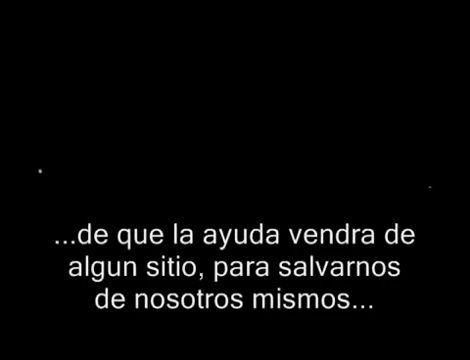 ...de que la ayuda vendra de
algun sitio, para salvarnos
de nosotros mismos...